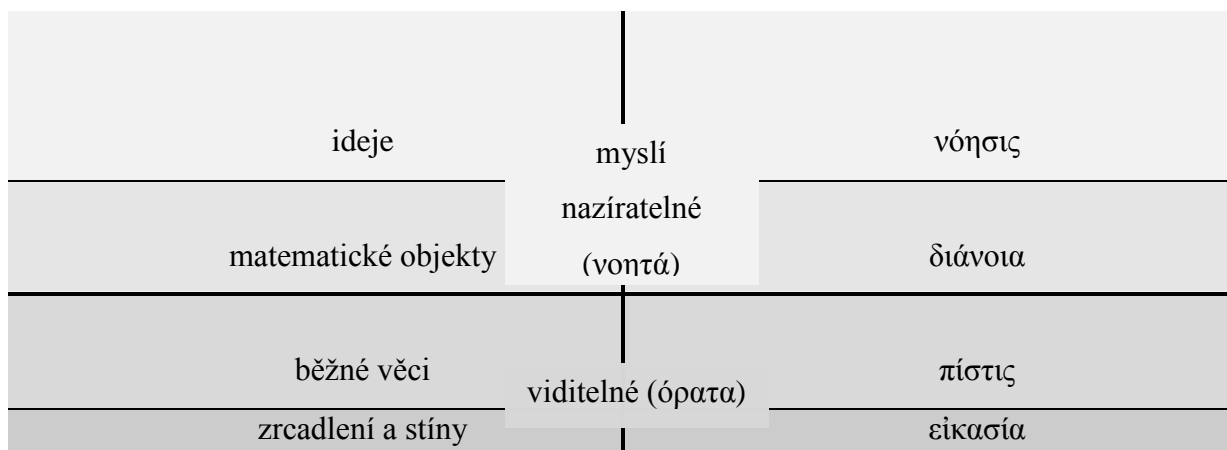 ideje
νόησις
myslí
nazíratelné
(νοητά)
matematické objekty
διάνοια
běžné věci
πίστις
viditelné (όρατα)
zrcadlení a stíny
εἰκασία